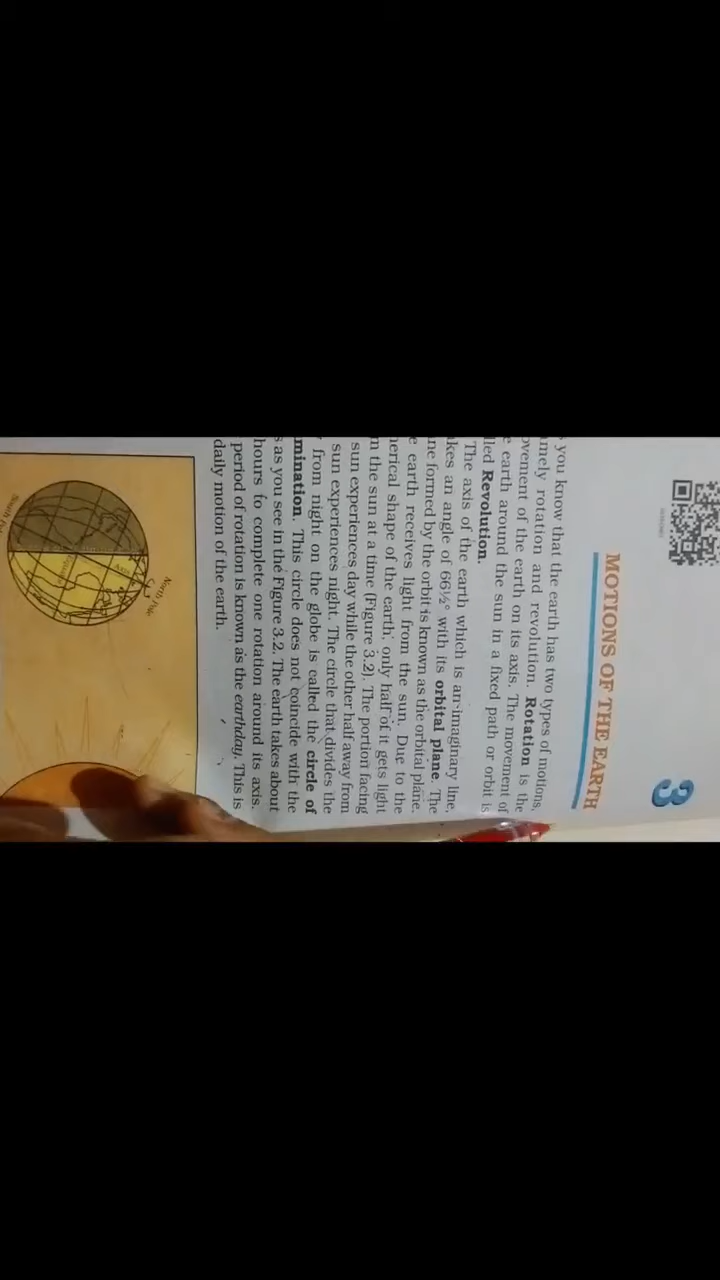 3
MOTIONS OF THE EARTH
you know that the earth has two types of motions,
mely rotation and revolution. Rotation is the
ovement of the earth on its axis. The movement of
e earth around the sun in a fixed path or orbit is
lled Revolution.
The axis of the earth which is an imaginary line,
kes an angle of 66½° with its orbital plane. The
ne formed by the orbit is known as the orbital plane.
e earth receives light from the sun. Due to the
herical shape of the earth, only half of it gets light
m the sun at a time (Figure 3.2). The portion facing
sun experiences day while the other half away from
sun experiences night. The circle that divides the
from night on the globe is called the circle of
mination. This circle does not coincide with the
s as you see in the Figure 3.2. The earth takes about
hours to complete one rotation around its axis.
period of rotation is known as the earthday. This is
daily motion of the earth.
North Pole
Axis
South